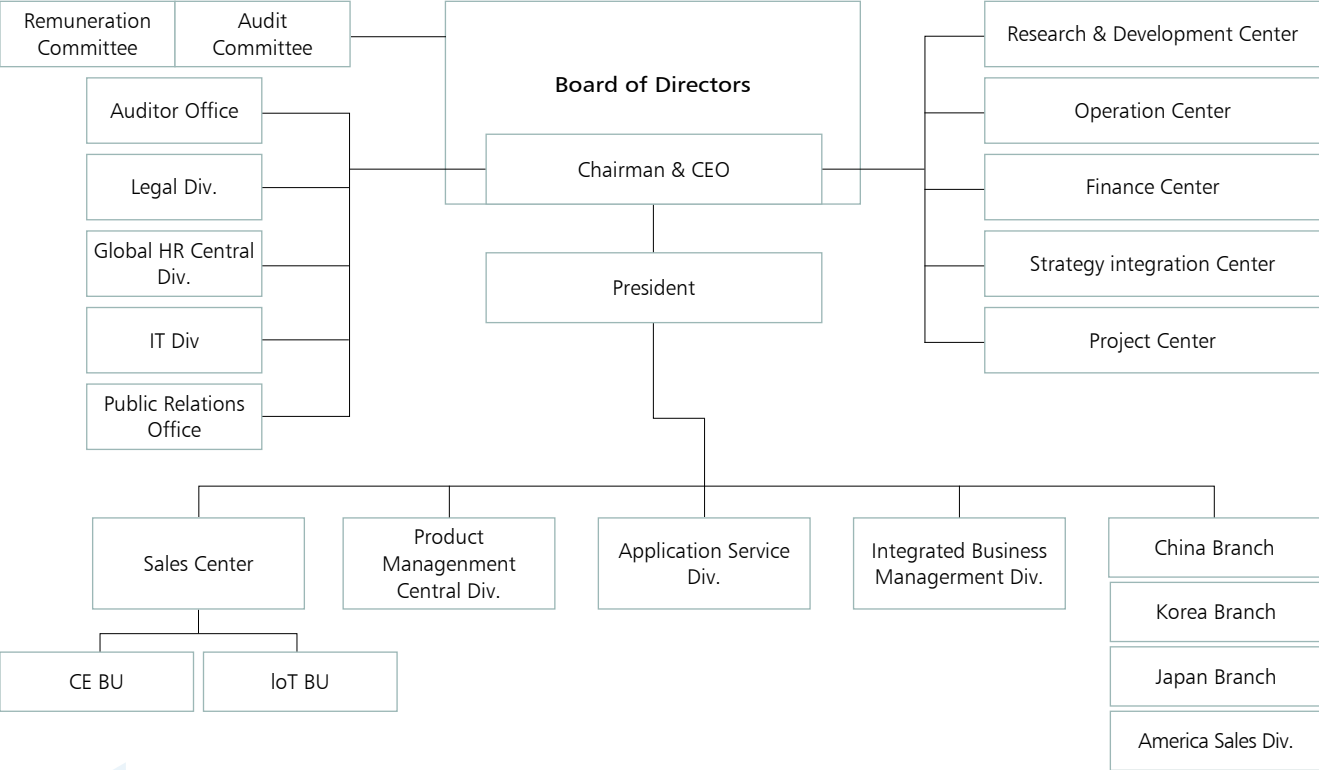 Remuneration
Committee
Audit
Committee
Board of Directors
Chairman & CEO
President
Auditor Office
Legal Div.
Global HR Central
Div.
IT Div
Public Relations
Office
Research & Development Center
Operation Center
Finance Center
Strategy integration Center
Project Center
Sales Center
Product
Managenment
Central Div.
Application Service
Div.
Integrated Business
Managerment Div.
China Branch
Korea Branch
Japan Branch
America Sales Div.
CE BU
loT BU